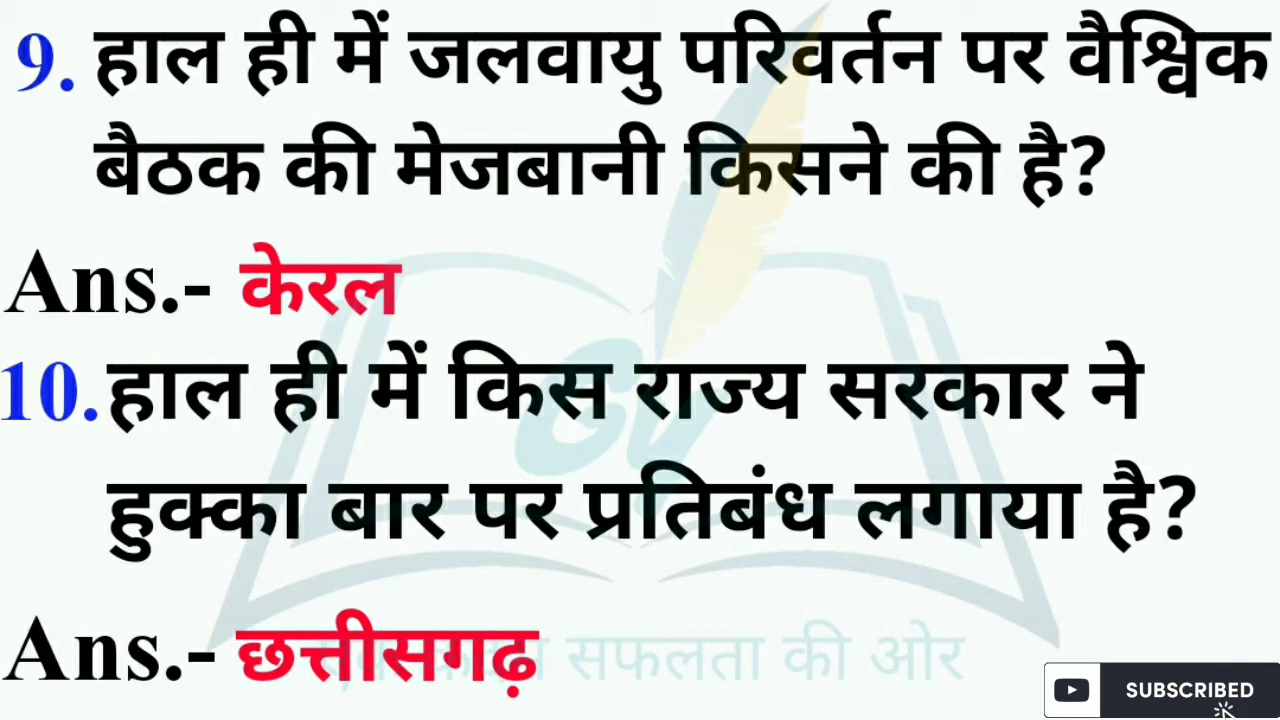 9. हाल ही में जलवायु परिवर्तन पर वैश्विक
बैठक की मेजबानी किसने की है?
Ans.- केरल
10. हाल ही में किस राज्य सरकार ने
हुक्का बार पर प्रतिबंध लगाया है?
Ans.- छत्तीसगढ़
सफलता की ओर
SUBSCRIBED